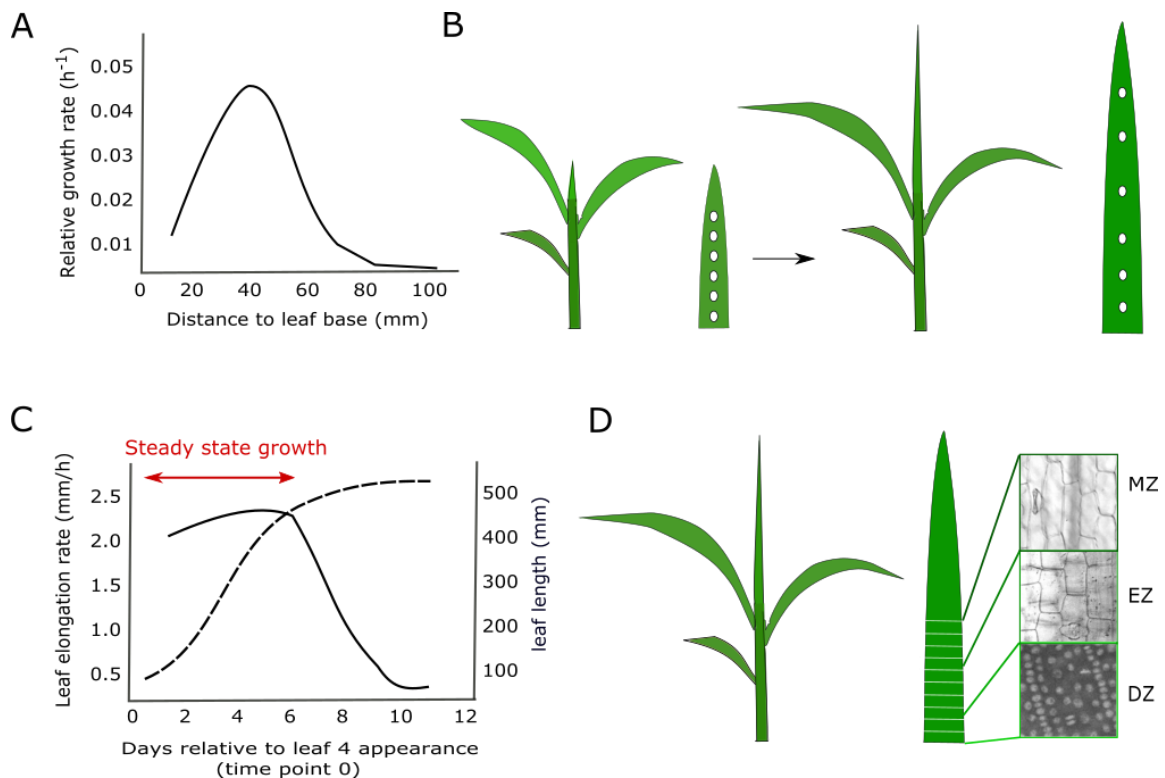 A
Relative growth rate (h⁻¹)
0.05
0.04
0.03
0.02
0.01
0 20 40 60 80 100
Distance to leaf base (mm)
B
C
Steady state growth
Leaf elongation rate (mm/h)
2.5
2.0
1.5
1.0
0.5
500
400
300
200
100
leaf length (mm)
0 2 4 6 8 10 12
Days relative to leaf 4 appearance
(time point 0)
D
MZ
EZ
DZ